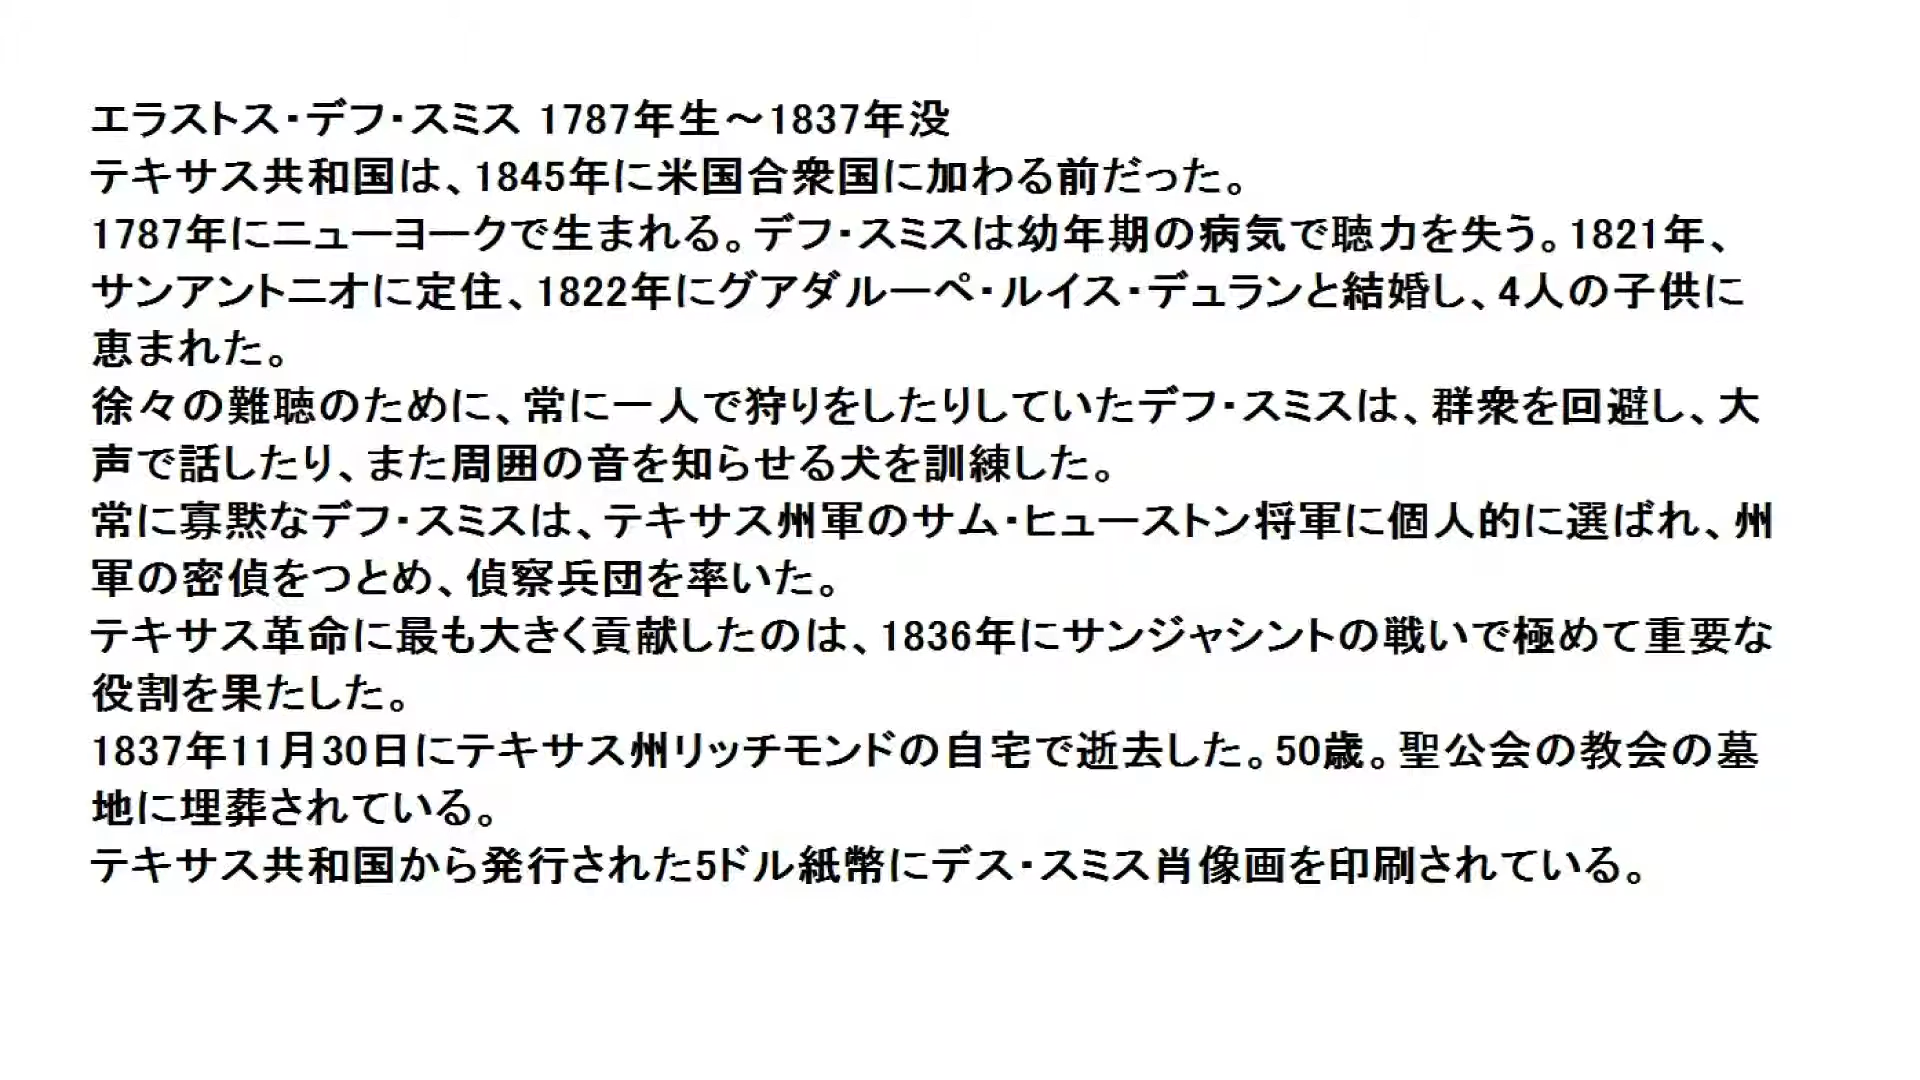 エラストス・デフ・スミス 1787年生～1837年没
テキサス共和国は、1845年に米国合衆国に加わる前だった。
1787年にニューヨークで生まれる。デフ・スミスは幼年期の病気で聴力を失う。1821年、
サンアントニオに定住、1822年にグアダルーペ・ルイス・デュランと結婚し、4人の子供に
恵まれた。
徐々の難聴のために、常に一人で狩りをしたりしていたデフ・スミスは、群衆を回避し、大
声で話したり、また周囲の音を知らせる犬を訓練した。
常に寡黙なデフ・スミスは、テキサス州軍のサム・ヒューストン将軍に個人的に選ばれ、州
軍の密偵をつとめ、偵察兵団を率いた。
テキサス革命に最も大きく貢献したのは、1836年にサンジャシントの戦いで極めて重要な
役割を果たした。
1837年11月30日にテキサス州リッチモンドの自宅で逝去した。50歳。聖公会の教会の墓
地に埋葬されている。
テキサス共和国から発行された5ドル紙幣にデス・スミス肖像画を印刷されている。